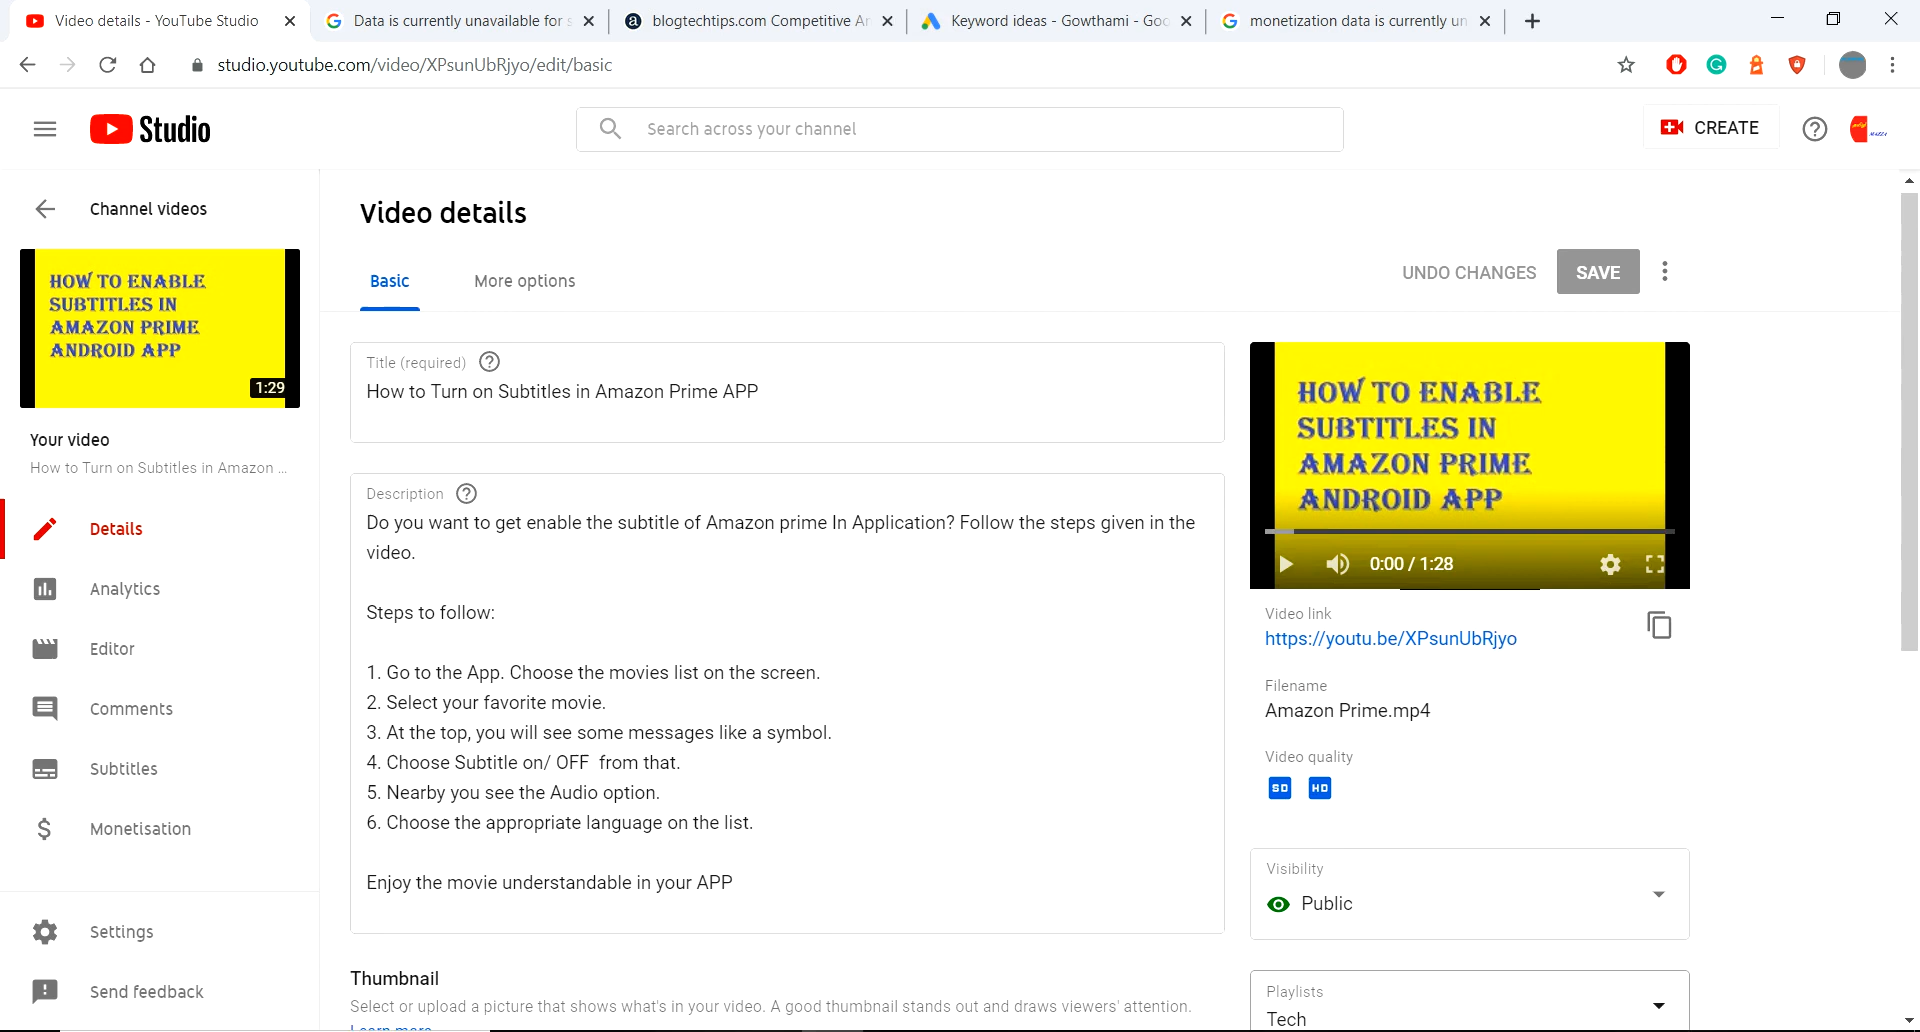 Video details - YouTube Studio
Data is currently unavailable for s
blogtechtips.com Competitive An
Keyword ideas - Gowthami - Goo
monetization data is currently un
studio.youtube.com/video/XPsunUbRjyo/edit/basic
Studio
Search across your channel
CREATE
Channel videos
HOW TO ENABLE
SUBTITLES IN
AMAZON PRIME
ANDROID APP
1:29
Your video
How to Turn on Subtitles in Amazon ...
Details
Analytics
Editor
Comments
Subtitles
Monetisation
Settings
Send feedback
Video details
Basic
More options
UNDO CHANGES
SAVE
Title (required)
How to Turn on Subtitles in Amazon Prime APP
Description
Do you want to get enable the subtitle of Amazon prime In Application? Follow the steps given in the
video.
Steps to follow:
1. Go to the App. Choose the movies list on the screen.
2. Select your favorite movie.
3. At the top, you will see some messages like a symbol.
4. Choose Subtitle on/ OFF  from that.
5. Nearby you see the Audio option.
6. Choose the appropriate language on the list.
Enjoy the movie understandable in your APP
Thumbnail
Select or upload a picture that shows what's in your video. A good thumbnail stands out and draws viewers' attention.
Learn more
HOW TO ENABLE
SUBTITLES IN
AMAZON PRIME
ANDROID APP
0:00 / 1:28
Video link
https://youtu.be/XPsunUbRjyo
Filename
Amazon Prime.mp4
Video quality
SD HD
Visibility
Public
Playlists
Tech